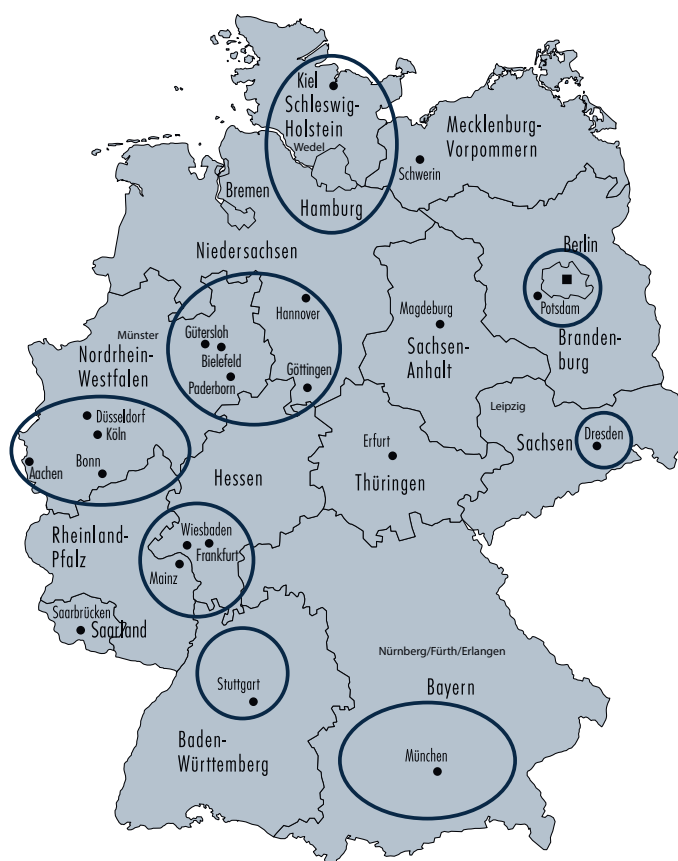 Kiel
Schleswig-
Holstein
Wedel
Mecklenburg-
Vorpommern
Schwerin
Bremen
Hamburg
Niedersachsen
Berlin
Potsdam
Branden-
burg
Hannover
Magdeburg
Sachsen-
Anhalt
Münster
Gütersloh
Bielefeld
Paderborn
Göttingen
Nordrhein-
Westfalen
Düsseldorf
Köln
Aachen
Bonn
Leipzig
Sachsen
Dresden
Erfurt
Thüringen
Hessen
Rheinland-
Pfalz
Wiesbaden
Frankfurt
Mainz
Saarbrücken
Saarland
Nürnberg/Fürth/Erlangen
Bayern
Stuttgart
Baden-
Württemberg
München